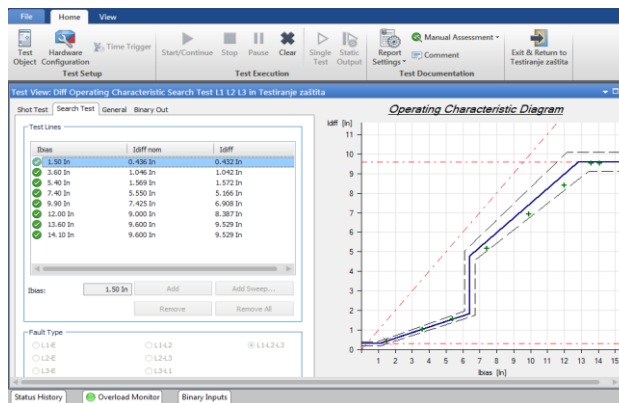 File Home View
Test Object
Hardware Configuration
Time Trigger
Test Setup
Start/Continue Stop Pause Clear
Single Test
Static Output
Test Execution
Report Settings
Manual Assessment
Comment
Test Documentation
Exit & Return to Testiranje zaštita
Test View: Diff Operating Characteristic Search Test L1 L2 L3 in Testiranje zaštita
Shot Test Search Test General Binary Out
Test Lines
Ibias Idiff nom Idiff
1.50 In 0.436 In 0.432 In
3.60 In 1.046 In 1.042 In
5.40 In 1.569 In 1.572 In
7.40 In 5.550 In 5.166 In
9.90 In 7.425 In 6.908 In
12.00 In 9.000 In 8.387 In
13.60 In 9.600 In 9.529 In
14.10 In 9.600 In 9.529 In
Ibias: 1.50 In Add Add Sweep...
Remove Remove All
Fault Type
L1-E L1-L2 L1-L2-L3
L2-E L2-L3
L3-E L3-L1
Operating Characteristic Diagram
Idiff [In]
11
10
9
8
7
6
5
4
3
2
1
0
1 2 3 4 5 6 7 8 9 10 11 12 13 14 15
Ibias [In]
Status History Overload Monitor Binary Inputs